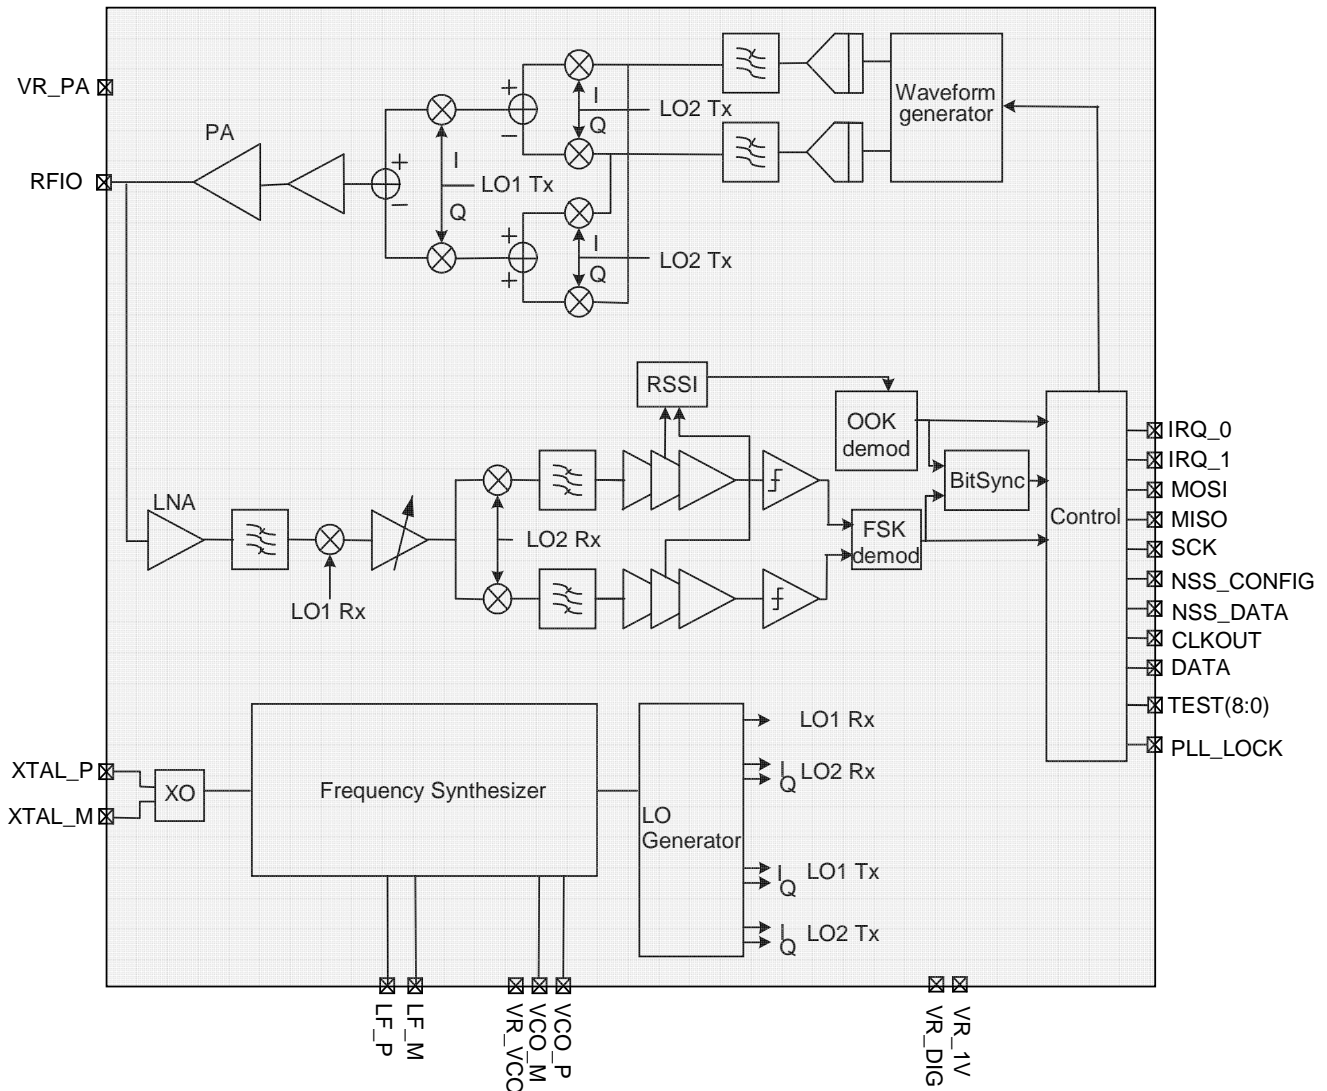 VR_PA
RFIO
PA
+
−
I
LO1 Tx
Q
+
−
I
LO2 Tx
Q
+
+
I
LO2 Tx
Q
Waveform
generator
RSSI
OOK
demod
BitSync
FSK
demod
Control
LNA
LO1 Rx
LO2 Rx
IRQ_0
IRQ_1
MOSI
MISO
SCK
NSS_CONFIG
NSS_DATA
CLKOUT
DATA
TEST(8:0)
PLL_LOCK
XTAL_P
XTAL_M
XO
Frequency Synthesizer
LO
Generator
LO1 Rx
I
Q
LO2 Rx
I
Q
LO1 Tx
I
Q
LO2 Tx
LF_P
LF_M
VR_VCO
VCO_M
VCO_P
VR_DIG
VR_1V